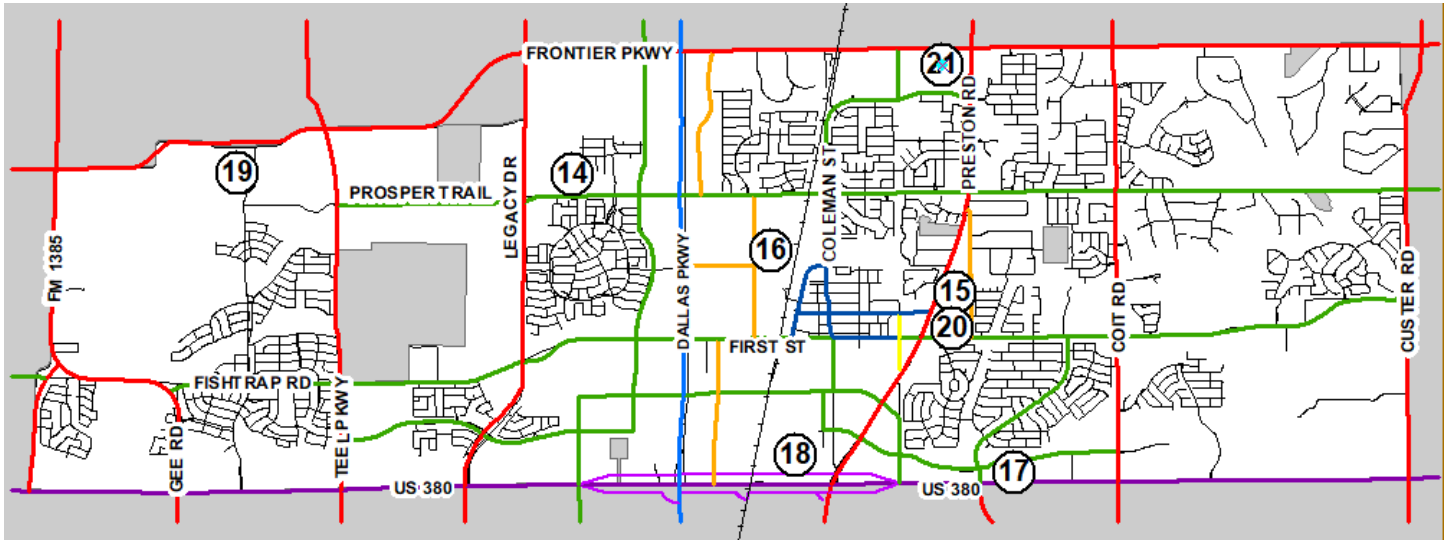 FRONTIER PKWY
21
PRESTON RD
19
14
PROSPER TRAIL
LEGACY DR
COLEMAN ST
16
FM 1385
DALLAS PKWY
15
COIT RD
CUSTER RD
20
FIRST ST
FISHTRAP RD
TEEL PKWY
GEE RD
18
17
US 380
US 380